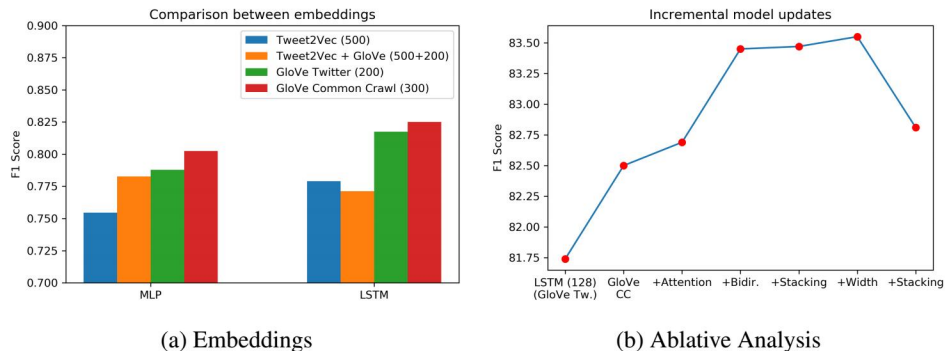 Comparison between embeddings
0.900
0.875
0.850
0.825
0.800
0.775
0.750
0.725
0.700
F1 Score
Tweet2Vec (500)
Tweet2Vec + GloVe (500+200)
GloVe Twitter (200)
GloVe Common Crawl (300)
MLP
LSTM
(a) Embeddings
Incremental model updates
83.50
83.25
83.00
82.75
82.50
82.25
82.00
81.75
F1 Score
LSTM (128)
(GloVe Tw.)
GloVe
CC
+Attention
+Bidir.
+Stacking
+Width
+Stacking
(b) Ablative Analysis